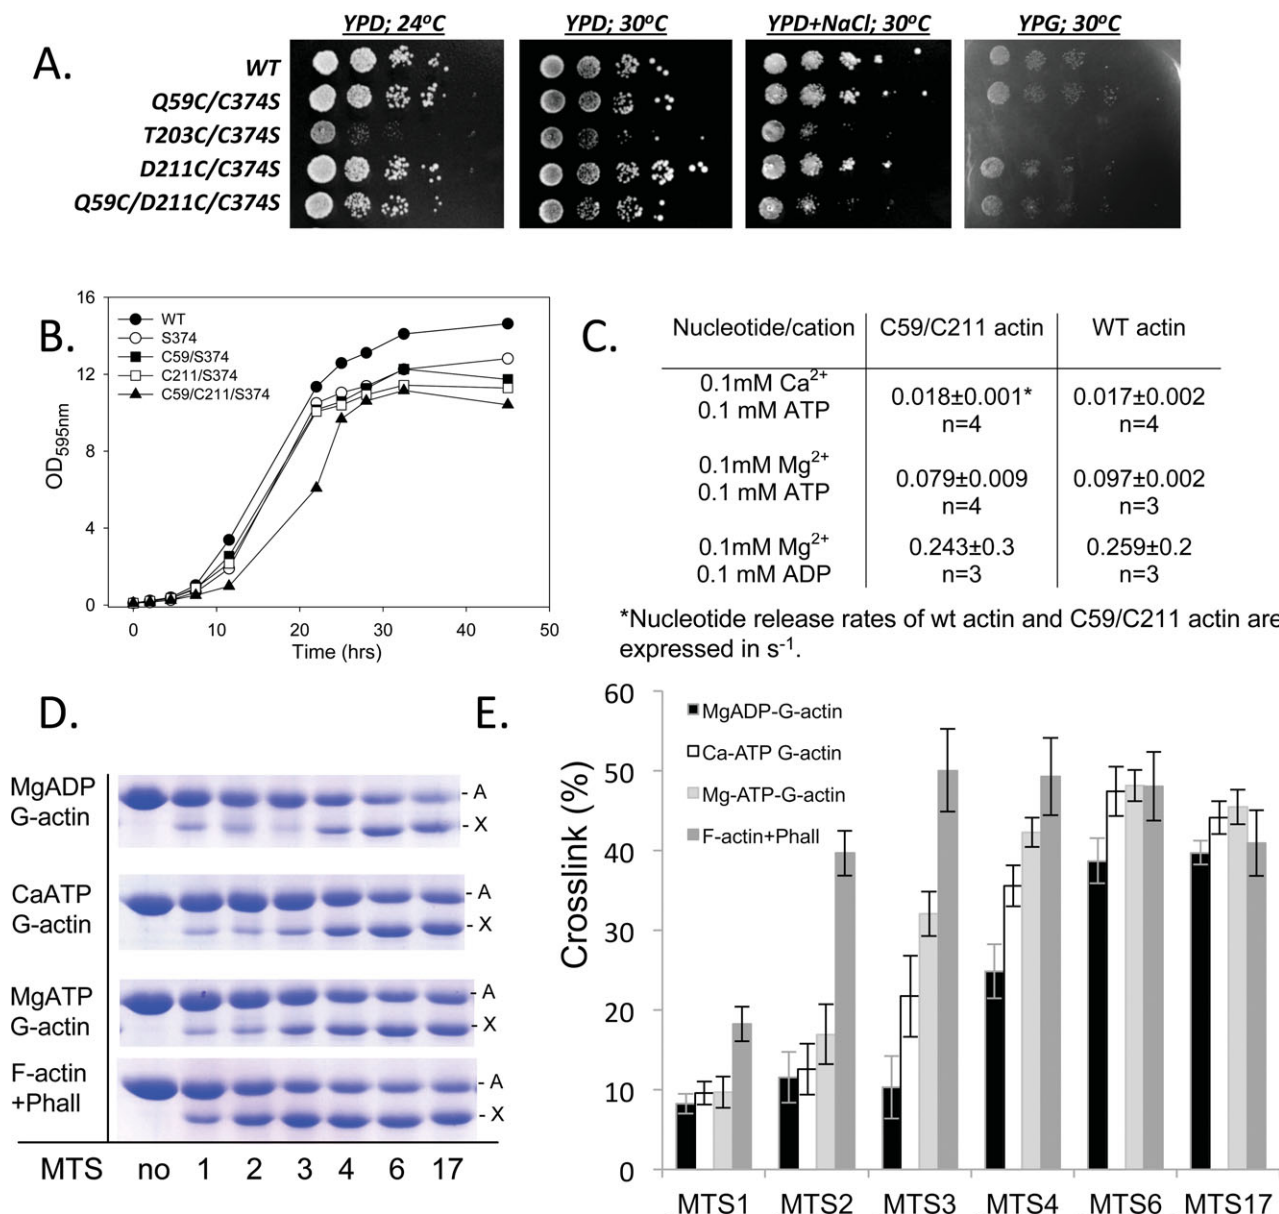 A.
YPD; 24°C
YPD; 30°C
YPD+NaCl; 30°C
YPG; 30°C
WT
Q59C/C374S
T203C/C374S
D211C/C374S
Q59C/D211C/C374S
B.
16
12
8
4
0
OD595nm
WT
S374
C59/S374
C211/S374
C59/C211/S374
0 10 20 30 40 50
Time (hrs)
C.
Nucleotide/cation C59/C211 actin WT actin
0.1mM Ca²⁺
0.1 mM ATP 0.018±0.001* 0.017±0.002
n=4 n=4
0.1mM Mg²⁺
0.1 mM ATP 0.079±0.009 0.097±0.002
n=4 n=3
0.1mM Mg²⁺ 0.243±0.3 0.259±0.2
0.1 mM ADP n=3 n=3
*Nucleotide release rates of wt actin and C59/C211 actin are
expressed in s⁻¹.
D.
MgADP
G-actin
- A
- X
CaATP
G-actin
- A
- X
MgATP
G-actin
- A
- X
F-actin
+Phall
- A
- X
MTS no 1 2 3 4 6 17
E.
60
50
40
30
20
10
0
Crosslink (%)
MgADP-G-actin
Ca-ATP G-actin
Mg-ATP-G-actin
F-actin+Phall
MTS1 MTS2 MTS3 MTS4 MTS6 MTS17